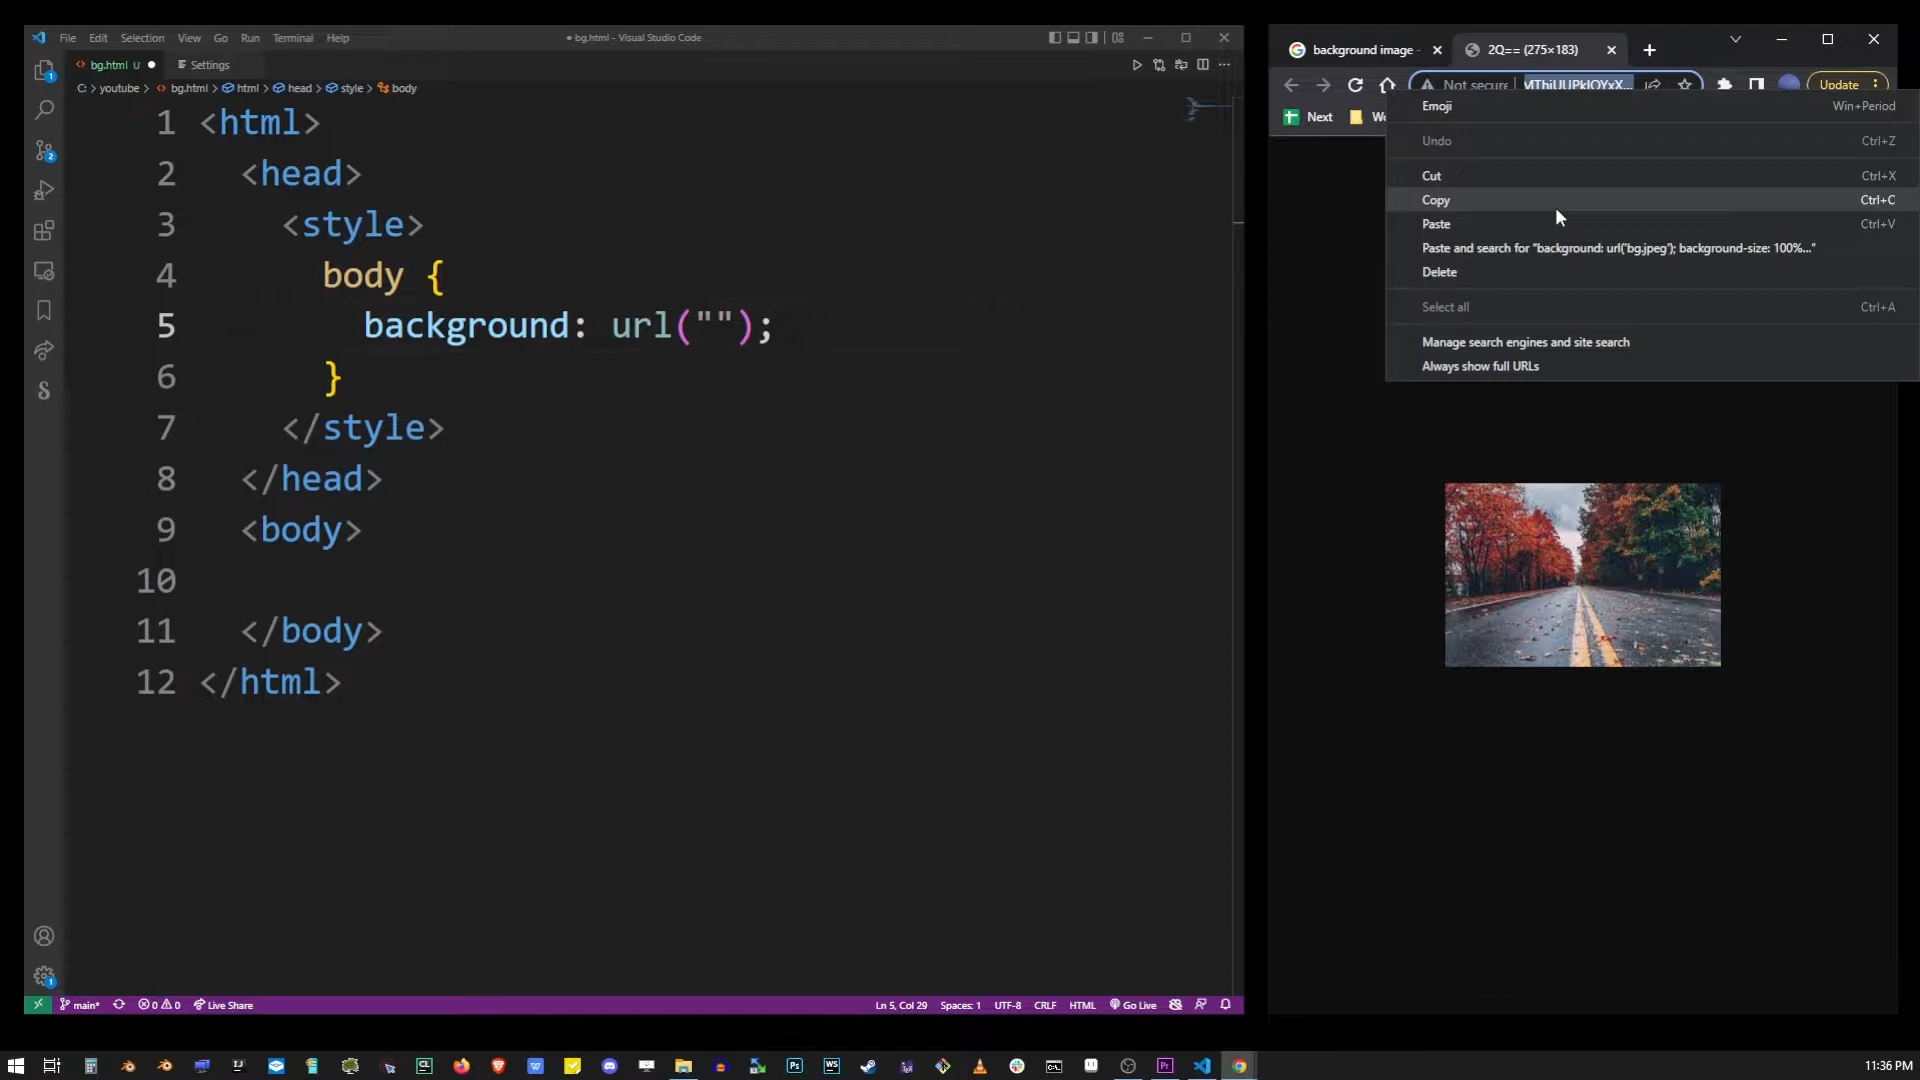 File Edit Selection View Go Run Terminal Help
● bg.html - Visual Studio Code
bg.html U ●
Settings
C: > youtube > bg.html > html > head > style > body
1 <html>
2 <head>
3 <style>
4 body {
5 background: url("");
6 }
7 </style>
8 </head>
9 <body>
10
11 </body>
12 </html>
main* 0 0 Live Share
Ln 5, Col 29 Spaces: 1 UTF-8 CRLF HTML Go Live
background image -
2Q== (275×183)
Not secure
Update
Next
Emoji Win+Period
Undo Ctrl+Z
Cut Ctrl+X
Copy Ctrl+C
Paste Ctrl+V
Paste and search for "background: url('bg.jpeg'); background-size: 100%..."
Delete
Select all Ctrl+A
Manage search engines and site search
Always show full URLs
11:36 PM